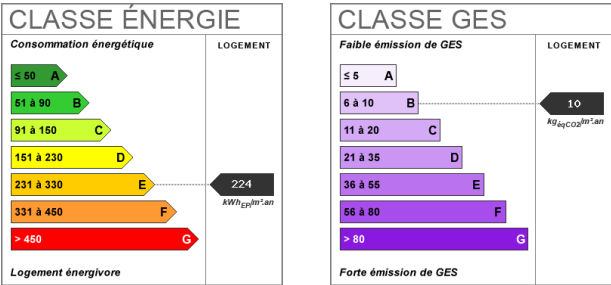 CLASSE ÉNERGIE
Consommation énergétique
LOGEMENT
≤ 50 A
51 à 90 B
91 à 150 C
151 à 230 D
231 à 330 E
224
kWhEP/m².an
331 à 450 F
> 450 G
Logement énergivore
CLASSE GES
Faible émission de GES
LOGEMENT
≤ 5 A
6 à 10 B
10
kgéqCO2/m².an
11 à 20 C
21 à 35 D
36 à 55 E
56 à 80 F
> 80 G
Forte émission de GES